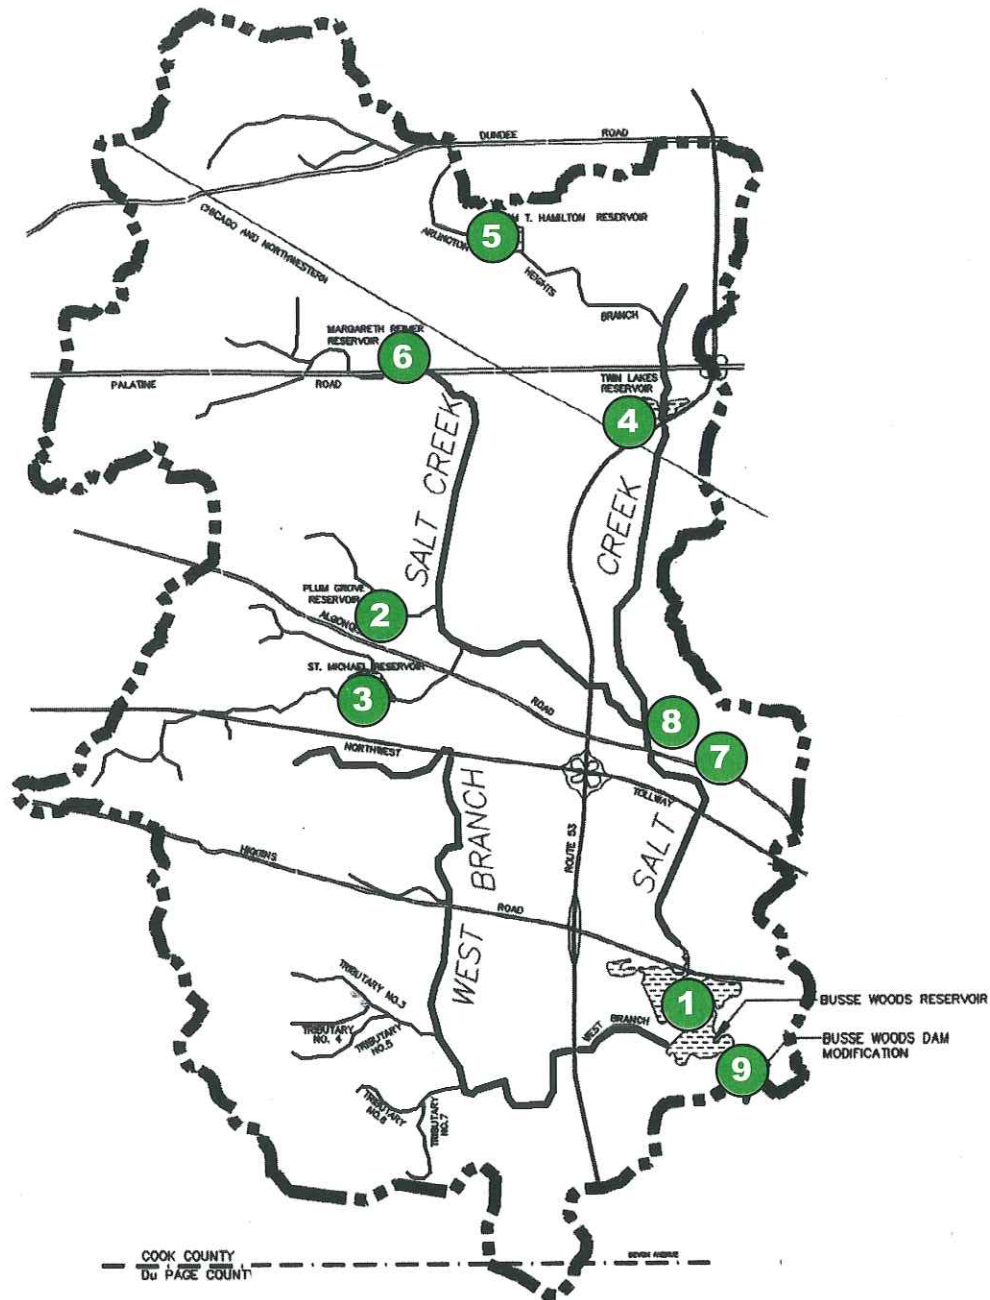 DUNDEE ROAD
CHICAGO AND NORTHWESTERN
T. HAMILTON RESERVOIR
5
ARLINGTON
HEIGHTS
BRANCH
MARGARETH REIMER
RESERVOIR
6
PALATINE ROAD
TWIN LAKES
RESERVOIR
4
SALT CREEK
CREEK
PLUM GROVE
RESERVOIR
2
ROAD
ST. MICHAEL RESERVOIR
3
8
7
NORTHWEST
TOLLWAY
WEST BRANCH
ROUTE 53
SALT
HIGGINS
ROAD
TRIBUTARY NO.3
TRIBUTARY
NO. 4
TRIBUTARY
NO.5
1
WEST BRANCH
BUSSE WOODS RESERVOIR
BUSSE WOODS DAM
MODIFICATION
9
TRIBUTARY
TRIBUTARY
NO.7
COOK COUNTY
DEVON AVENUE
Du PAGE COUNT